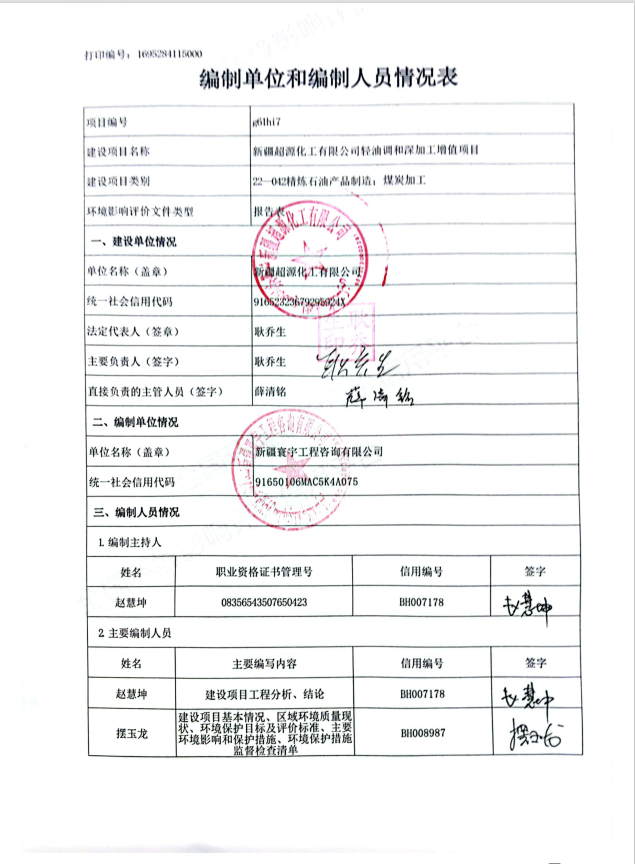 打印编号：1695284115000
编制单位和编制人员情况表
项目编号 g6lhi7
建设项目名称 新疆超源化工有限公司轻油调和深加工增值项目
建设项目类别 22—042精炼石油产品制造；煤炭加工
环境影响评价文件类型 报告表
一、建设单位情况
单位名称（盖章） 新疆超源化工有限公司
统一社会信用代码 91652323679295924X
法定代表人（签章） 耿乔生
主要负责人（签字） 耿乔生
直接负责的主管人员（签字） 薛清铭 薛清铭
二、编制单位情况
单位名称（盖章） 新疆寰宇工程咨询有限公司
统一社会信用代码 91650106MAC5K4A075
三、编制人员情况
1.编制主持人
姓名 职业资格证书管理号 信用编号 签字
赵慧坤 08356543507650423 BH007178 赵慧坤
2.主要编制人员
姓名 主要编写内容 信用编号 签字
赵慧坤 建设项目工程分析、结论 BH007178 赵慧坤
摆玉龙 建设项目基本情况、区域环境质量现
状、环境保护目标及评价标准、主要
环境影响和保护措施、环境保护措施
监督检查清单 BH008987 摆玉龙